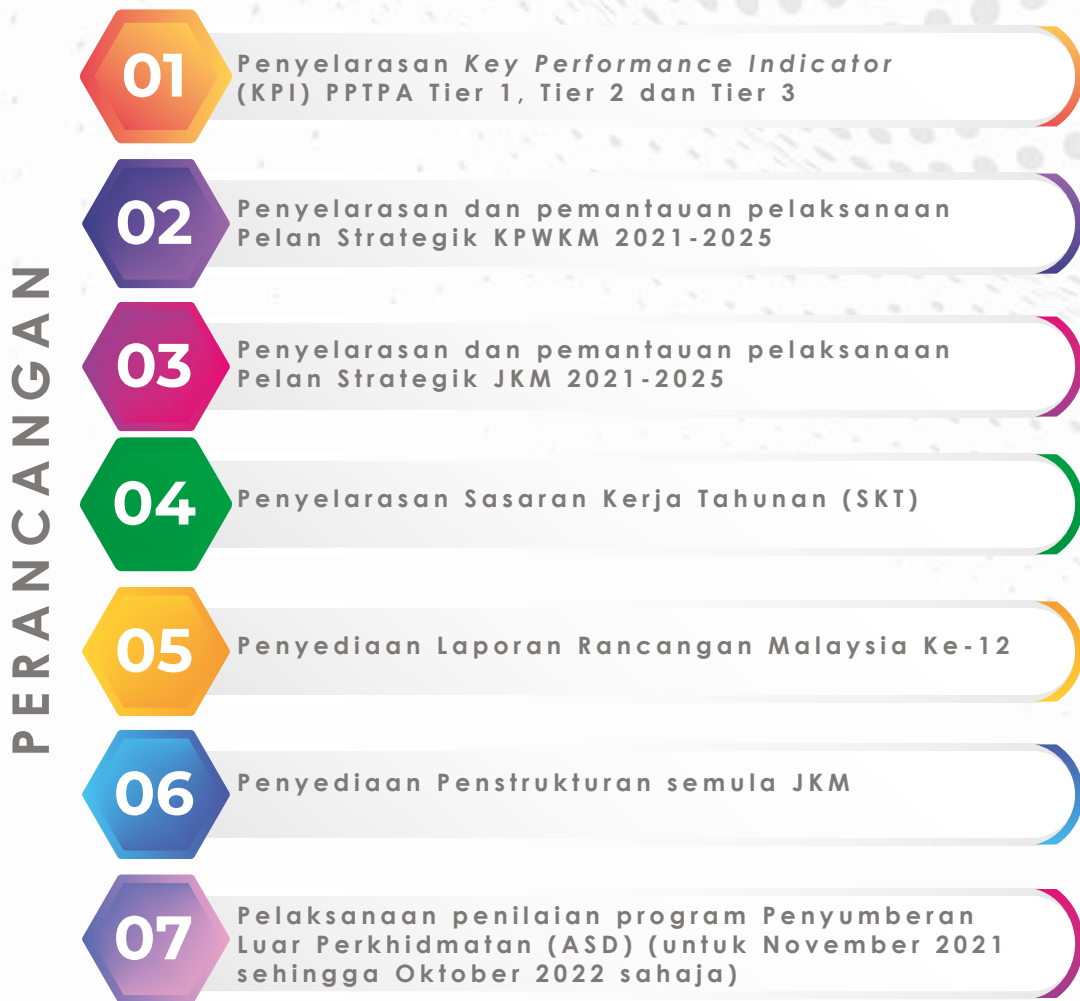 PERANCANGAN
01
Penyelarasan Key Performance Indicator
(KPI) PPTPA Tier 1, Tier 2 dan Tier 3
02
Penyelarasan dan pemantauan pelaksanaan
Pelan Strategik KPWKM 2021-2025
03
Penyelarasan dan pemantauan pelaksanaan
Pelan Strategik JKM 2021-2025
04
Penyelarasan Sasaran Kerja Tahunan (SKT)
05
Penyediaan Laporan Rancangan Malaysia Ke-12
06
Penyediaan Penstrukturan semula JKM
07
Pelaksanaan penilaian program Penyumberan
Luar Perkhidmatan (ASD) (untuk November 2021
sehingga Oktober 2022 sahaja)